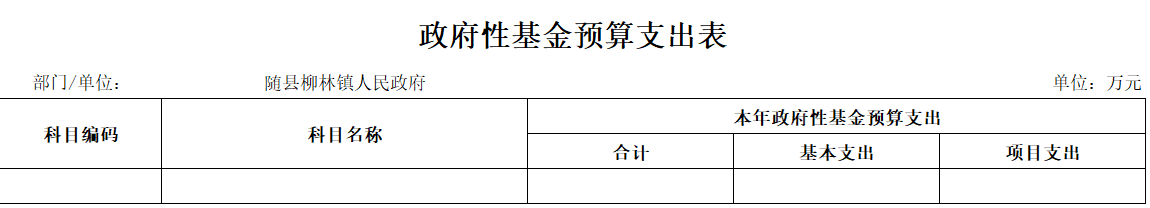 政府性基金预算支出表
部门/单位： 随县柳林镇人民政府 单位：万元
科目编码 科目名称 本年政府性基金预算支出
合计 基本支出 项目支出